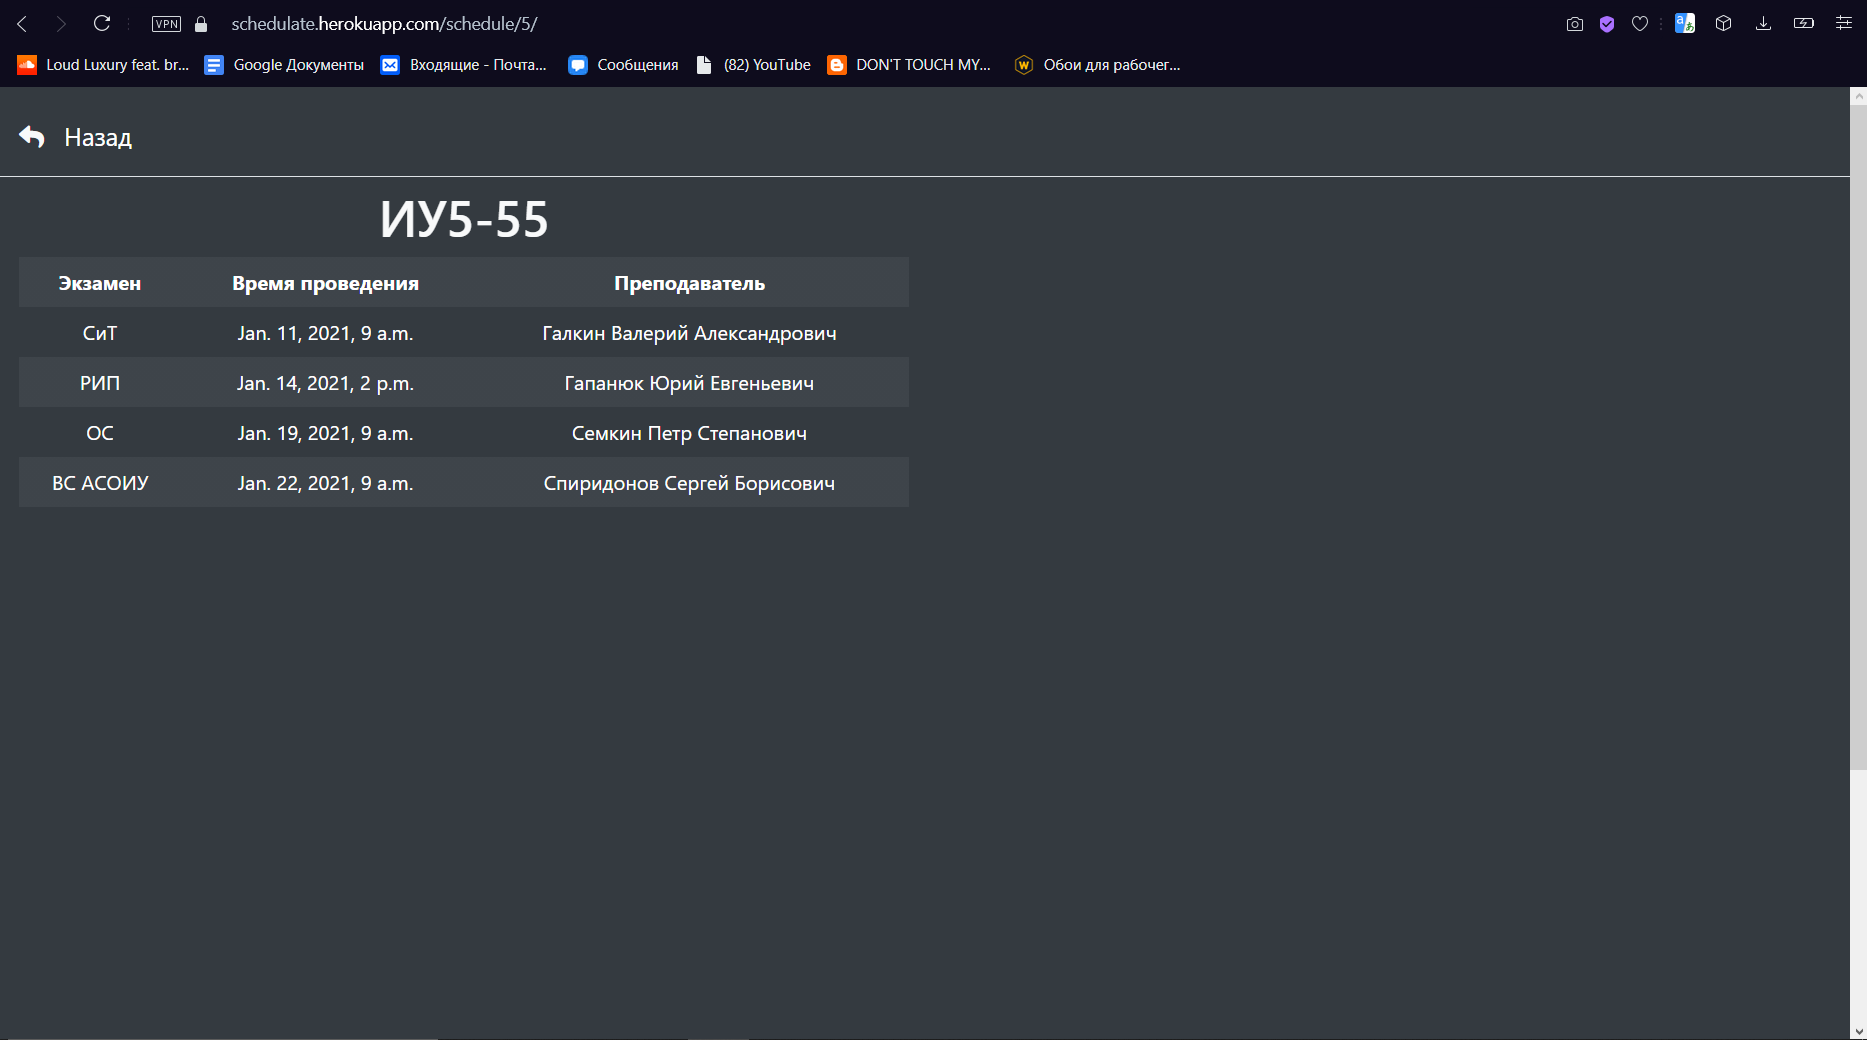 VPN schedulate.herokuapp.com/schedule/5/
Loud Luxury feat. br... Google Документы Входящие - Почта... Сообщения (82) YouTube DON'T TOUCH MY... Обои для рабочег...
Назад
ИУ5-55
Экзамен Время проведения Преподаватель
СиТ Jan. 11, 2021, 9 a.m. Галкин Валерий Александрович
РИП Jan. 14, 2021, 2 p.m. Гапанюк Юрий Евгеньевич
ОС Jan. 19, 2021, 9 a.m. Семкин Петр Степанович
ВС АСОИУ Jan. 22, 2021, 9 a.m. Спиридонов Сергей Борисович